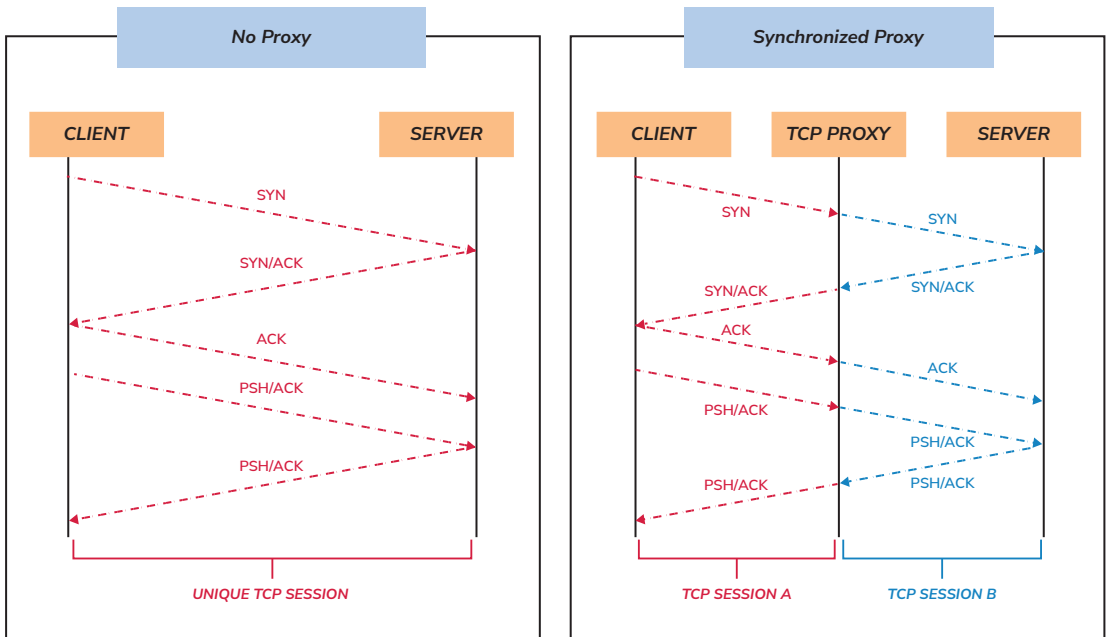 No Proxy
CLIENT
SERVER
SYN
SYN/ACK
ACK
PSH/ACK
PSH/ACK
UNIQUE TCP SESSION
Synchronized Proxy
CLIENT
TCP PROXY
SERVER
SYN
SYN
SYN/ACK
SYN/ACK
ACK
ACK
PSH/ACK
PSH/ACK
PSH/ACK
PSH/ACK
TCP SESSION A
TCP SESSION B